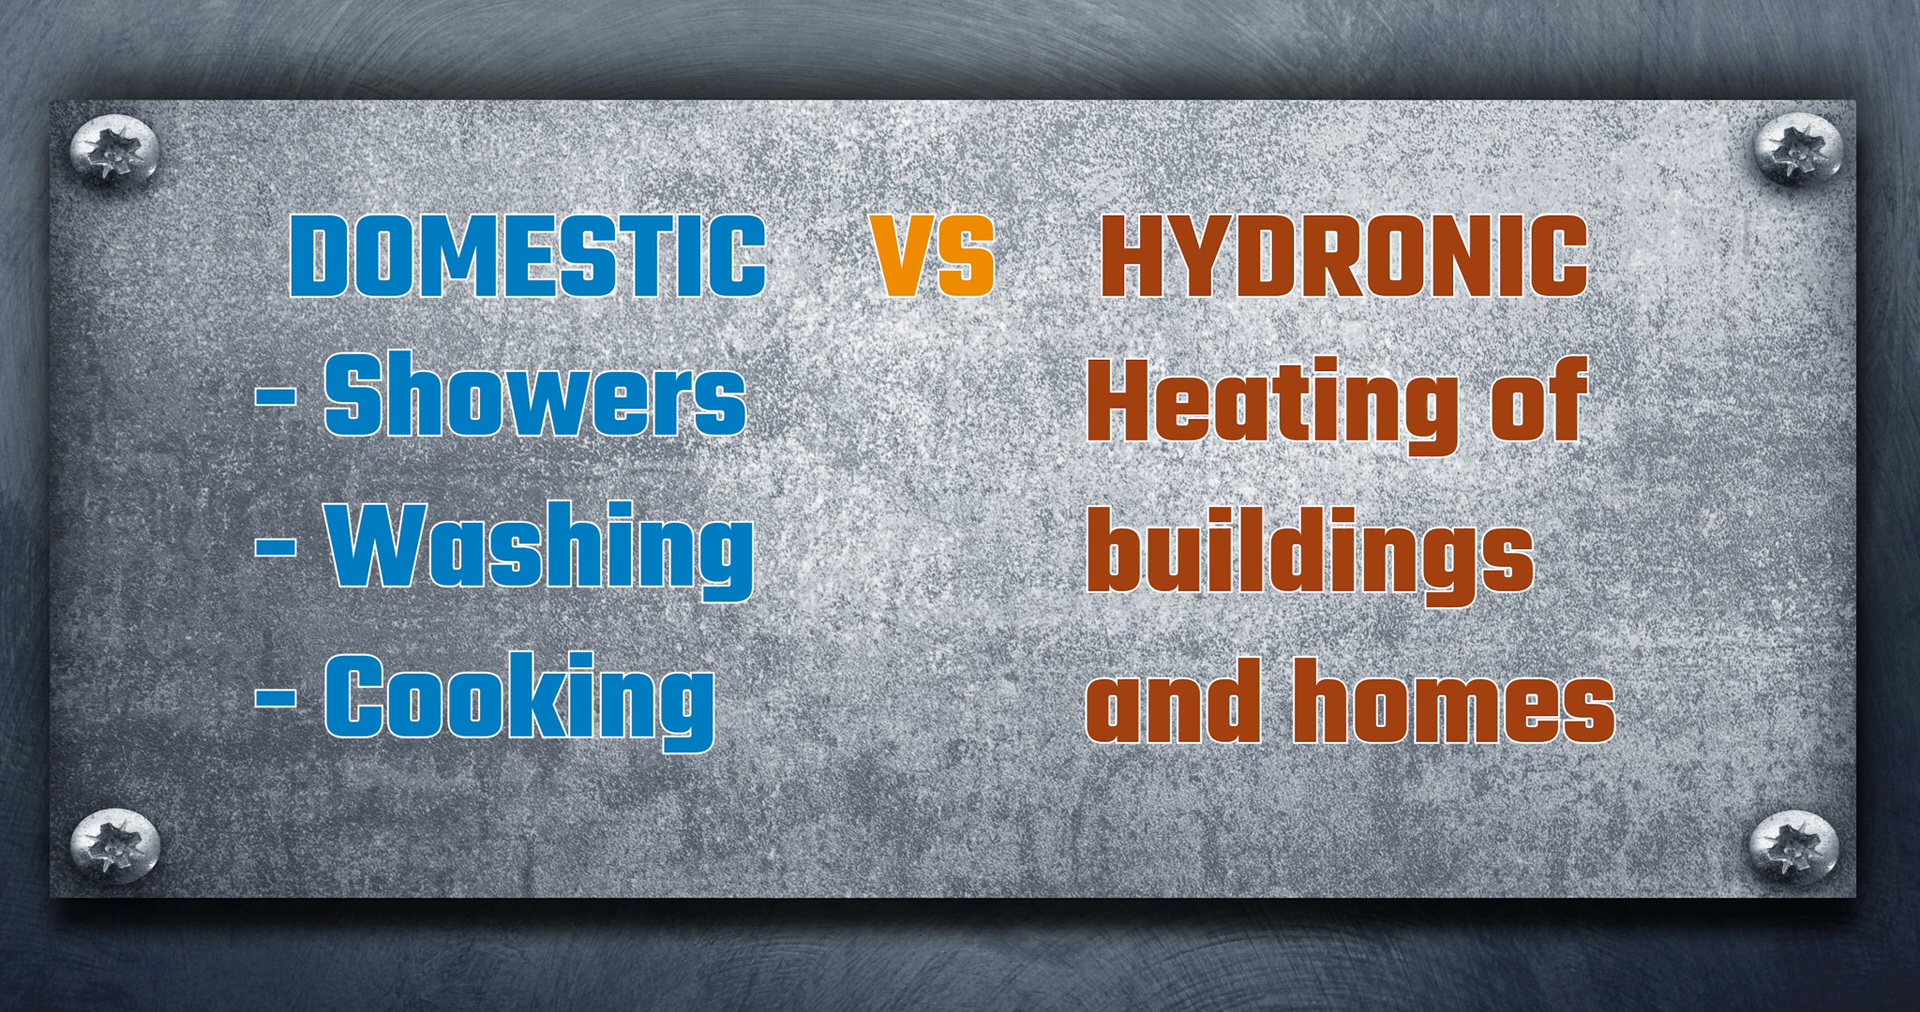 DOMESTIC VS HYDRONIC
- Showers
- Washing
- Cooking
Heating of
buildings
and homes